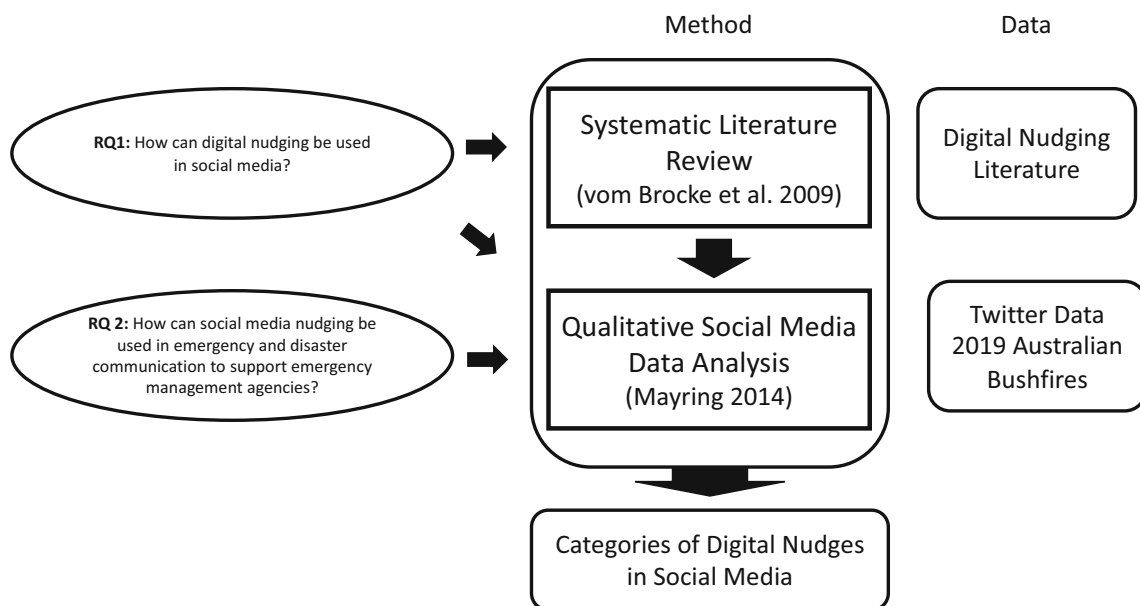 Method
Data
RQ1: How can digital nudging be used
in social media?
Systematic Literature
Review
(vom Brocke et al. 2009)
Digital Nudging
Literature
RQ 2: How can social media nudging be
used in emergency and disaster
communication to support emergency
management agencies?
Qualitative Social Media
Data Analysis
(Mayring 2014)
Twitter Data
2019 Australian
Bushfires
Categories of Digital Nudges
in Social Media